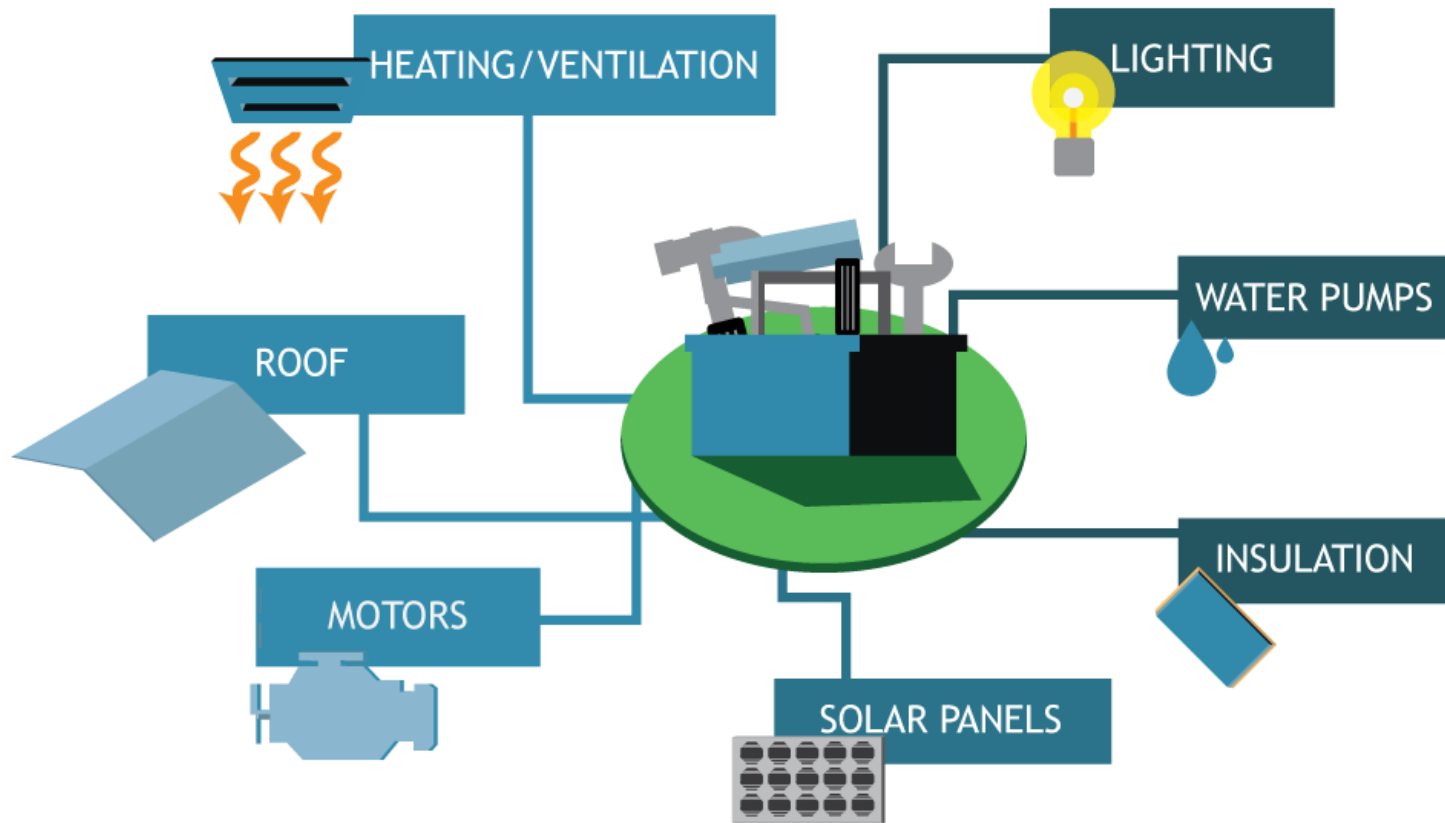 HEATING/VENTILATION
LIGHTING
WATER PUMPS
ROOF
INSULATION
MOTORS
SOLAR PANELS